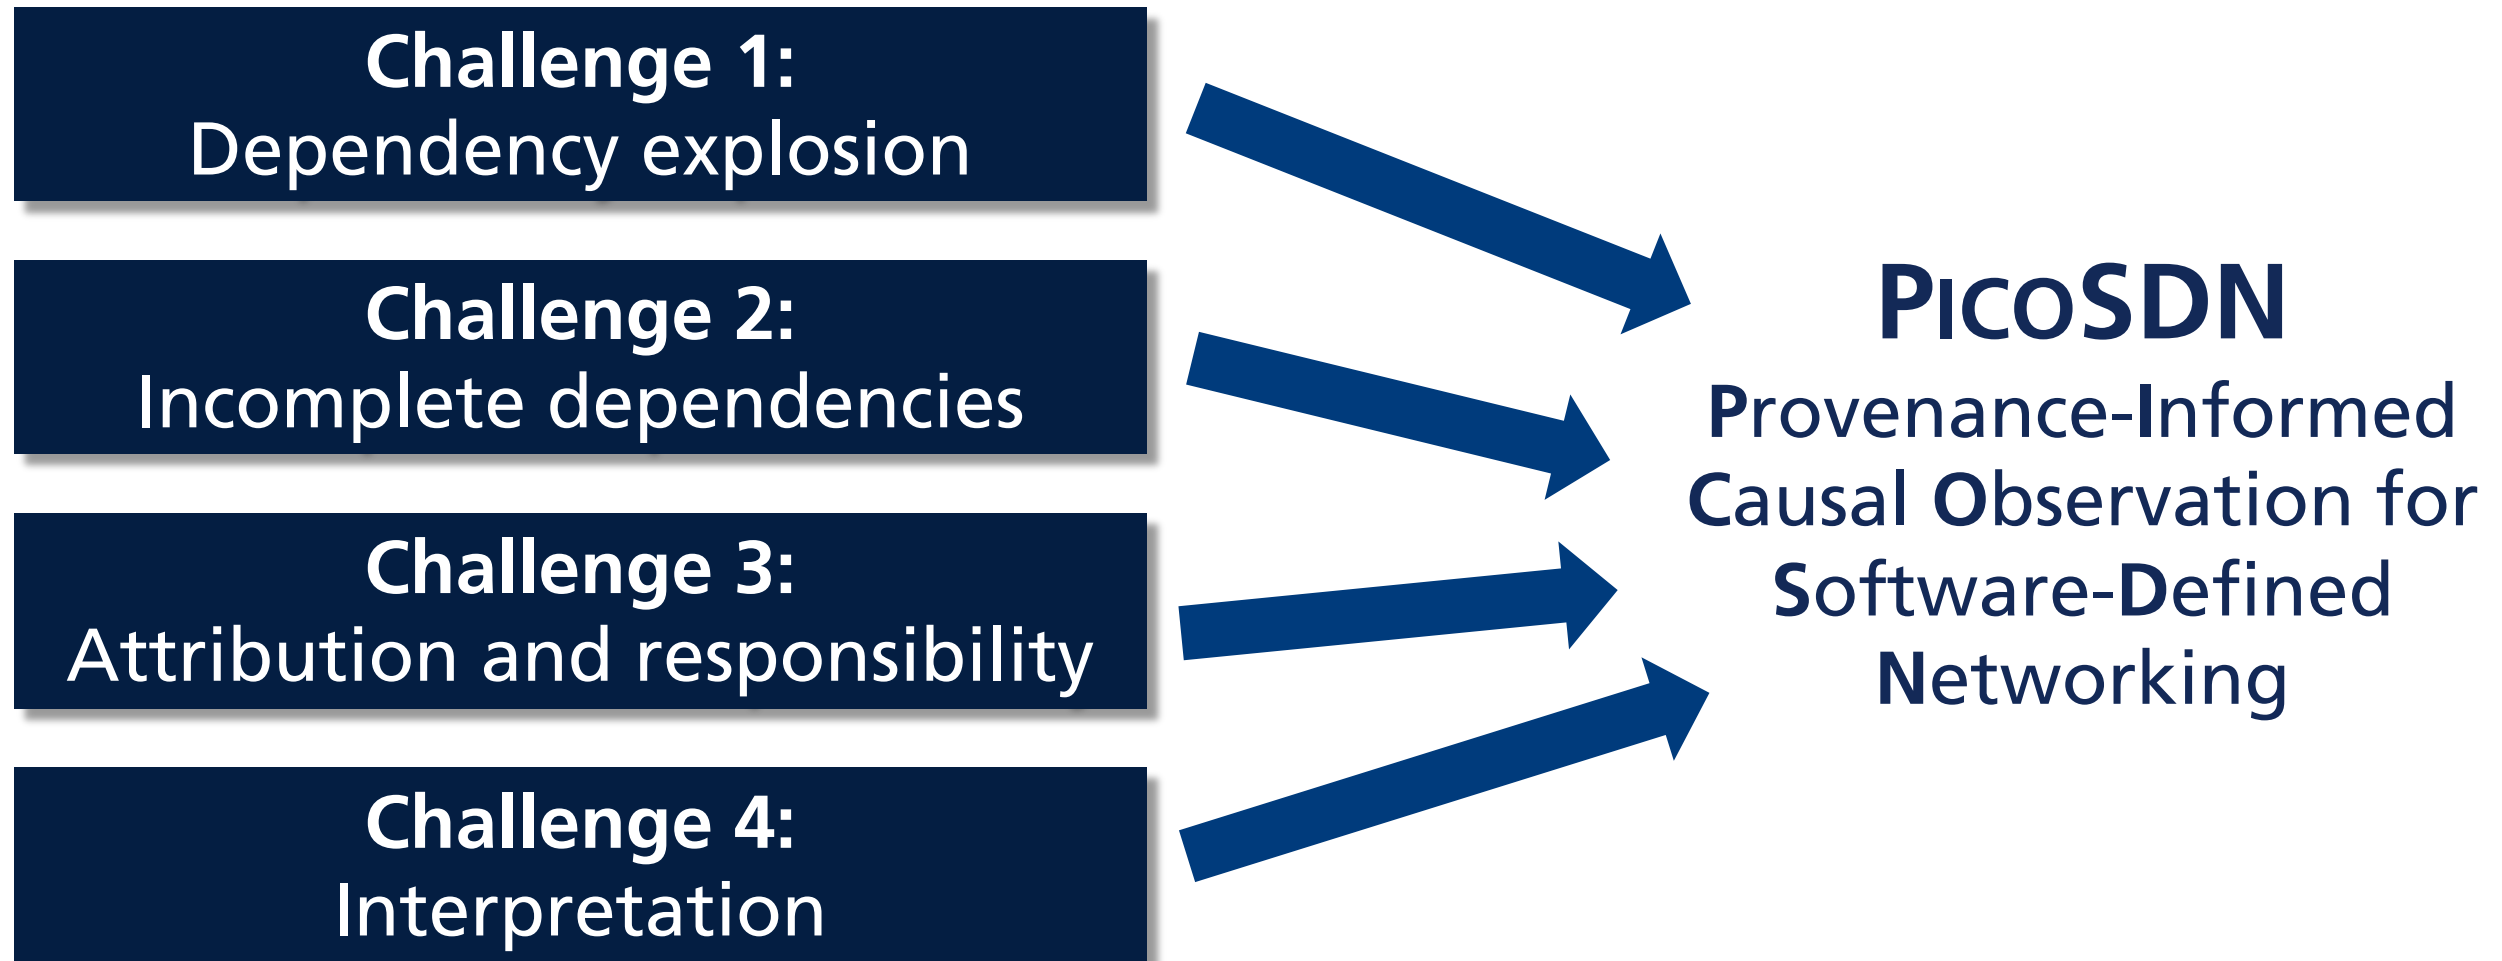 Challenge 1:
Dependency explosion
Challenge 2:
Incomplete dependencies
Challenge 3:
Attribution and responsibility
Challenge 4:
Interpretation
PICOSDN
Provenance-Informed
Causal Observation for
Software-Defined
Networking